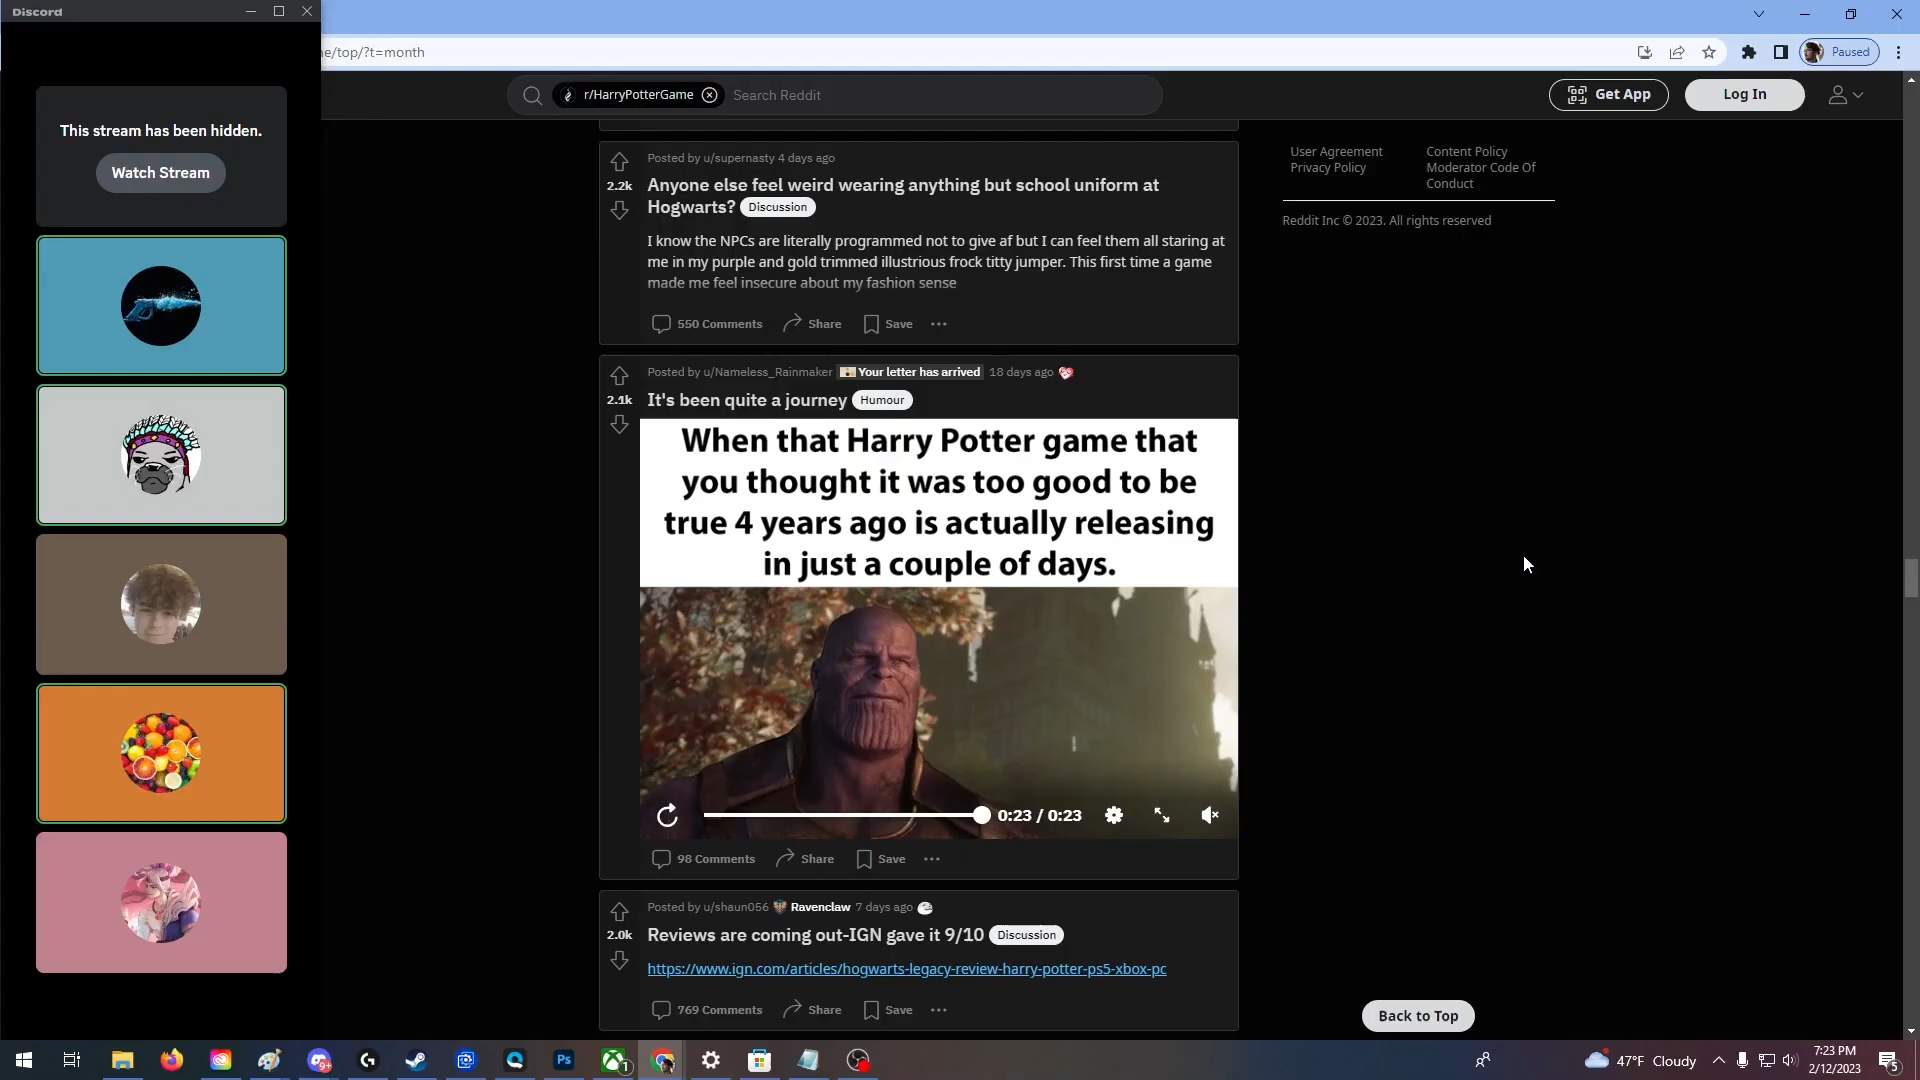 Discord
e/top/?t=month
Paused
r/HarryPotterGame
Search Reddit
Get App
Log In
This stream has been hidden.
Watch Stream
Posted by u/supernasty 4 days ago
2.2k
Anyone else feel weird wearing anything but school uniform at
Hogwarts? Discussion
I know the NPCs are literally programmed not to give af but I can feel them all staring at
me in my purple and gold trimmed illustrious frock titty jumper. This first time a game
made me feel insecure about my fashion sense
550 Comments Share Save
User Agreement
Privacy Policy
Content Policy
Moderator Code Of
Conduct
Reddit Inc © 2023. All rights reserved
Posted by u/Nameless_Rainmaker Your letter has arrived 18 days ago
2.1k
It's been quite a journey Humour
When that Harry Potter game that
you thought it was too good to be
true 4 years ago is actually releasing
in just a couple of days.
0:23 / 0:23
98 Comments Share Save
Posted by u/shaun056 Ravenclaw 7 days ago
2.0k
Reviews are coming out-IGN gave it 9/10 Discussion
https://www.ign.com/articles/hogwarts-legacy-review-harry-potter-ps5-xbox-pc
769 Comments Share Save
Back to Top
9+
Ps
1
47°F Cloudy
7:23 PM
2/12/2023
5